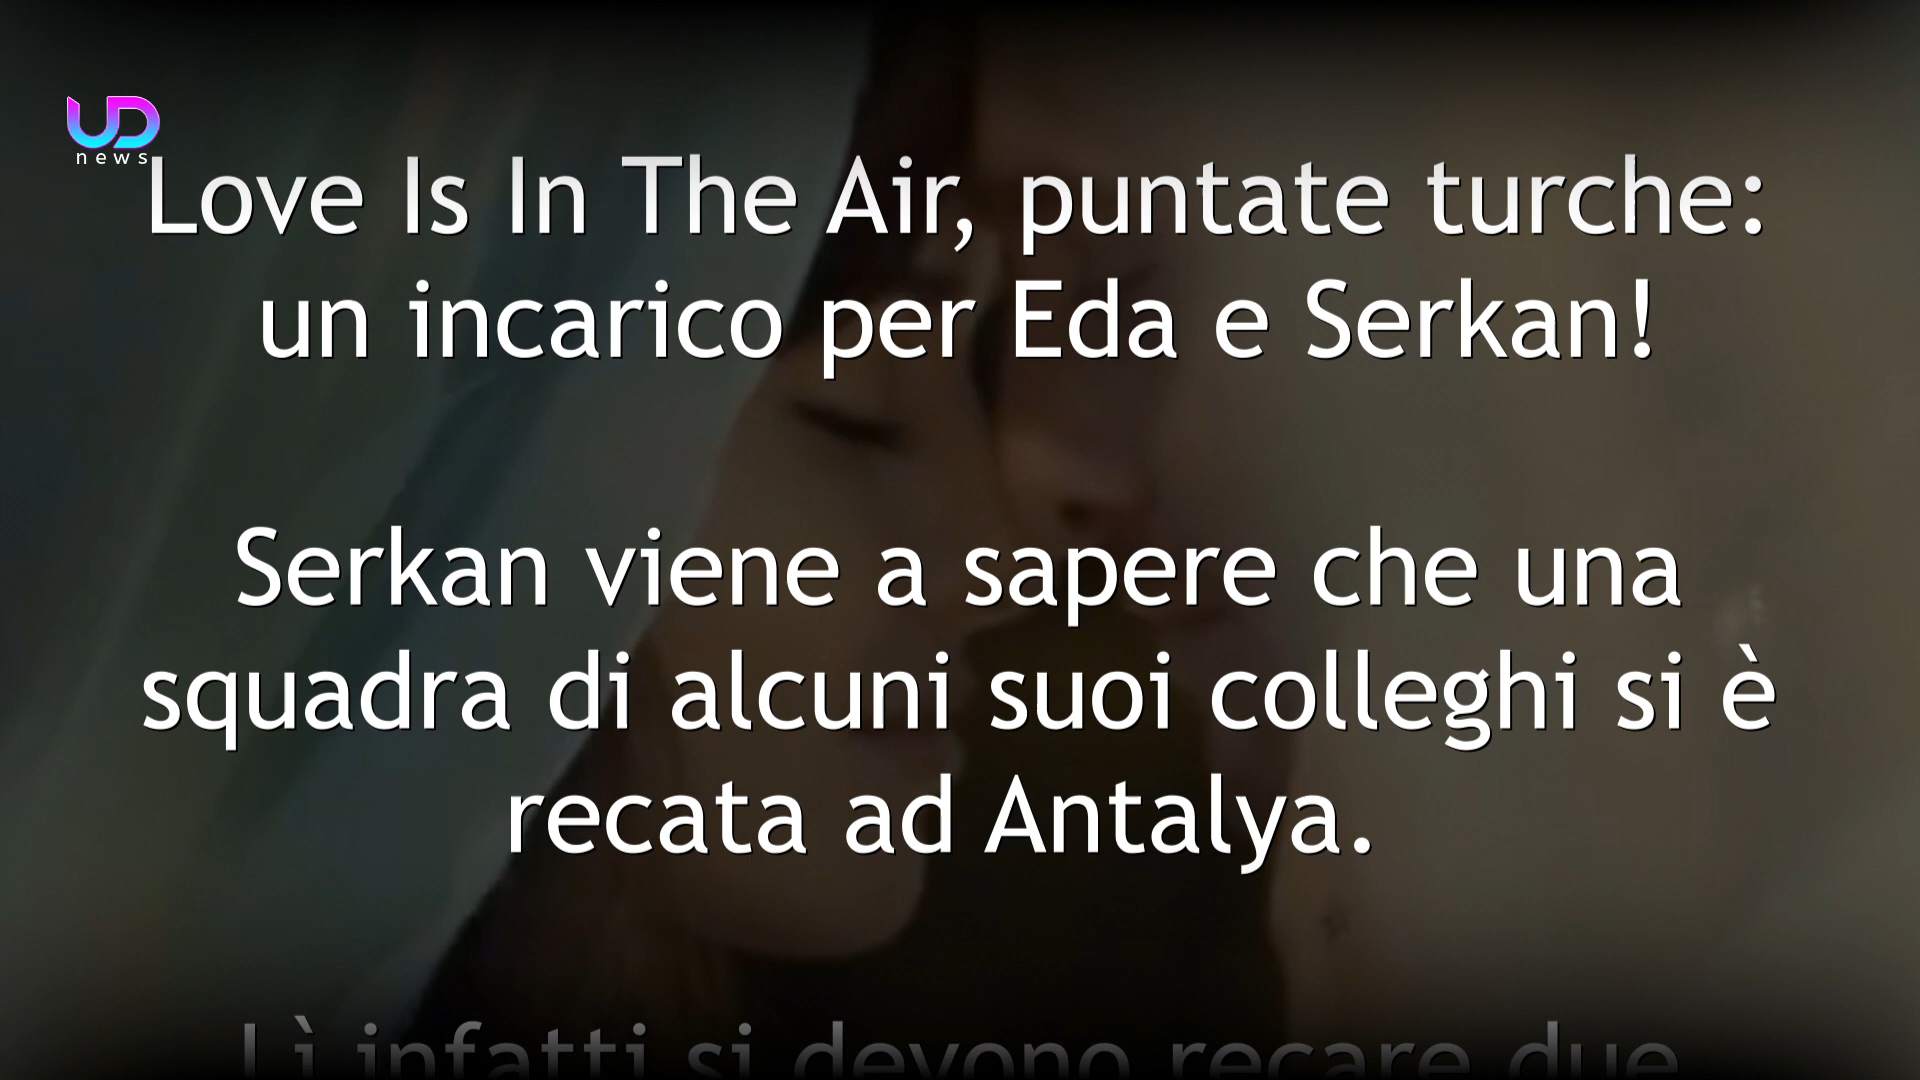 UD
news
Love Is In The Air, puntate turche:
un incarico per Eda e Serkan!
Serkan viene a sapere che una
squadra di alcuni suoi colleghi si è
recata ad Antalya.
Lì infatti si devono recare due